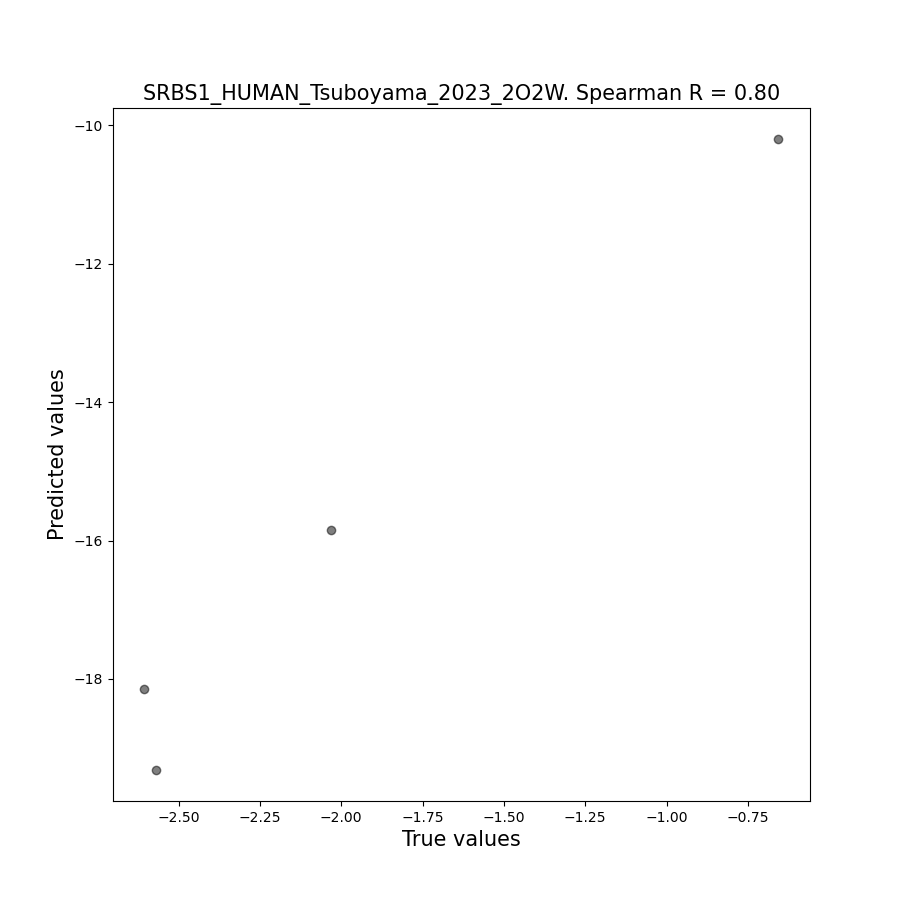 SRBS1_HUMAN_Tsuboyama_2023_2O2W. Spearman R = 0.80
−10
−12
−14
−16
−18
Predicted values
−2.50 −2.25 −2.00 −1.75 −1.50 −1.25 −1.00 −0.75
True values